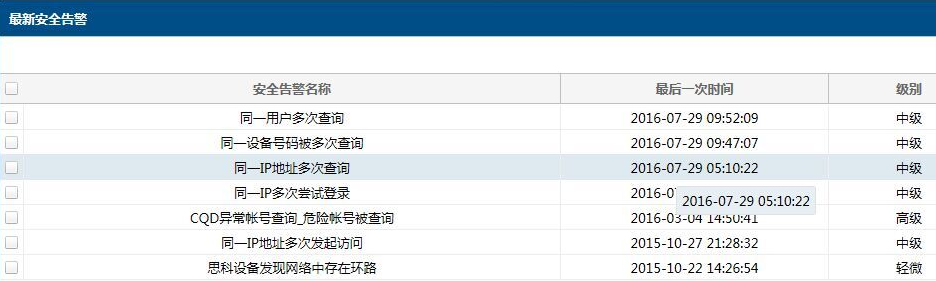 最新安全告警
安全告警名称 最后一次时间 级别
同一用户多次查询 2016-07-29 09:52:09 中级
同一设备号码被多次查询 2016-07-29 09:47:07 中级
同一IP地址多次查询 2016-07-29 05:10:22 中级
同一IP多次尝试登录 2016-0 中级
2016-07-29 05:10:22
CQD异常帐号查询_危险帐号被查询 2016-03-04 14:50:41 高级
同一IP地址多次发起访问 2015-10-27 21:28:32 中级
思科设备发现网络中存在环路 2015-10-22 14:26:54 轻微